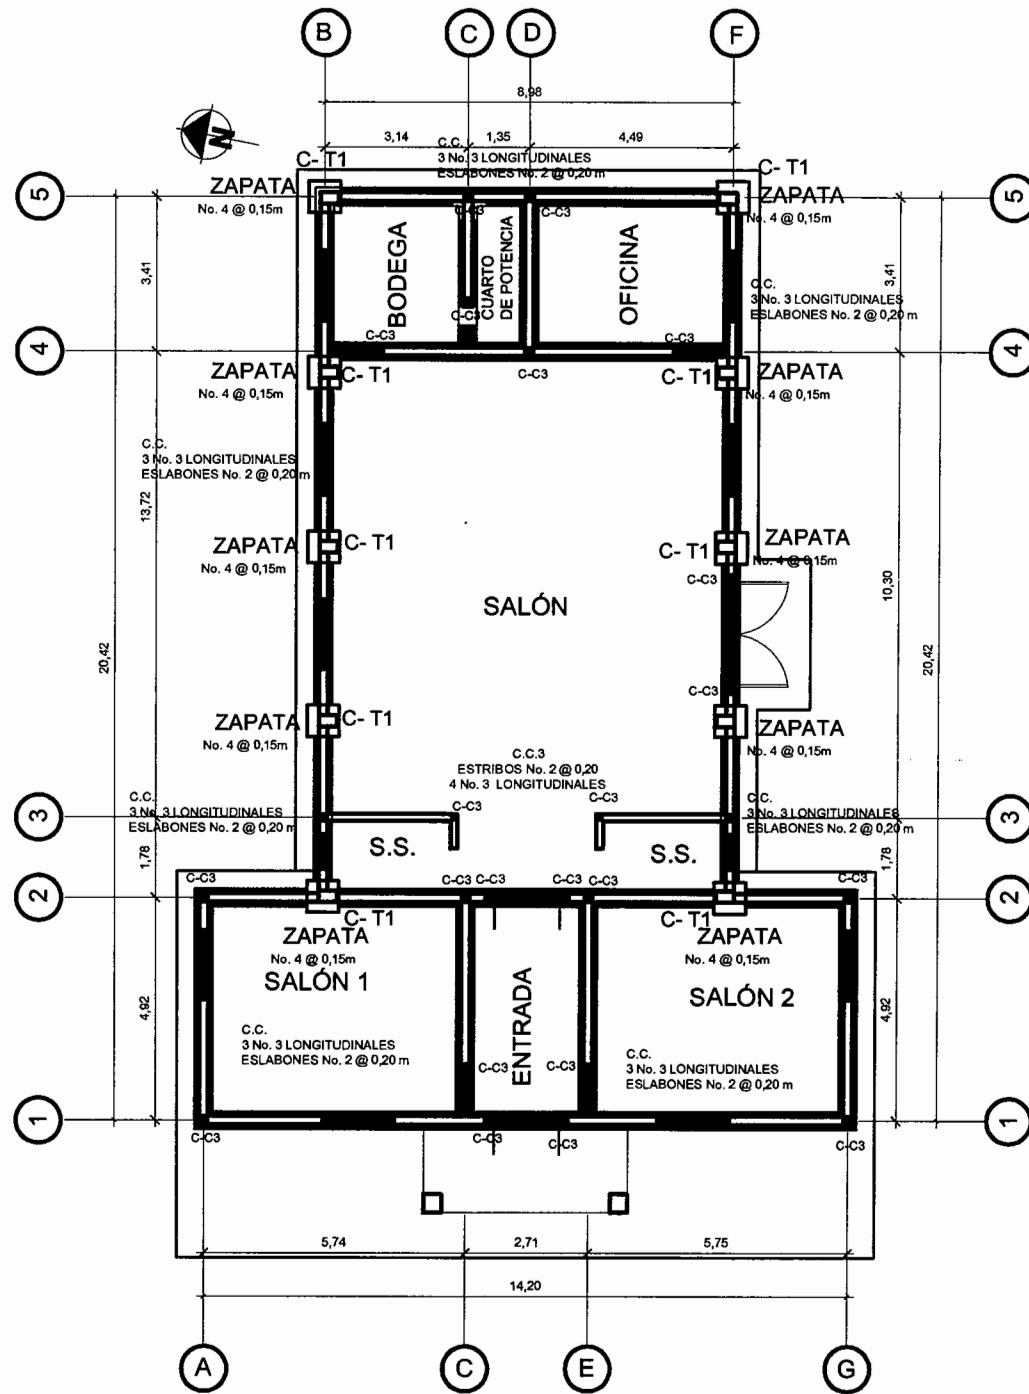 B C D F
8,98
3,14 1,35 4,49
N
C.C.
3 No. 3 LONGITUDINALES
ESLABONES No. 2 @ 0,20 m
C- T1
C- T1
5
ZAPATA
No. 4 @ 0,15m
ZAPATA
No. 4 @ 0,15m
5
C-C3
C-C3
3,41
BODEGA
CUARTO
DE POTENCIA
OFICINA
3,41
C.C.
3 No. 3 LONGITUDINALES
ESLABONES No. 2 @ 0,20 m
C-C3
C-C3
C-C3
4
4
C-C3
ZAPATA
No. 4 @ 0,15m
C- T1
C- T1
ZAPATA
No. 4 @ 0,15m
C.C.
3 No. 3 LONGITUDINALES
ESLABONES No. 2 @ 0,20 m
13,72
ZAPATA
No. 4 @ 0,15m
C- T1
C- T1
ZAPATA
No. 4 @ 0,15m
C-C3
10,30
SALÓN
20,42
20,42
C-C3
ZAPATA
No. 4 @ 0,15m
C- T1
ZAPATA
No. 4 @ 0,15m
C.C.3
ESTRIBOS No. 2 @ 0,20
4 No. 3 LONGITUDINALES
C.C.
3 No. 3 LONGITUDINALES
ESLABONES No. 2 @ 0,20 m
C-C3
C-C3
C.C.
3 No. 3 LONGITUDINALES
ESLABONES No. 2 @ 0,20 m
3
3
1,78
S.S.
S.S.
1,78
C-C3
C-C3 C-C3
C-C3 C-C3
C-C3
2
2
C- T1
C- T1
ZAPATA
No. 4 @ 0,15m
ZAPATA
No. 4 @ 0,15m
SALÓN 1
SALÓN 2
4,92
ENTRADA
4,92
C.C.
3 No. 3 LONGITUDINALES
ESLABONES No. 2 @ 0,20 m
C-C3
C-C3
C.C.
3 No. 3 LONGITUDINALES
ESLABONES No. 2 @ 0,20 m
1
1
C-C3
C-C3
C-C3
C-C3
5,74 2,71 5,75
14,20
A C E G